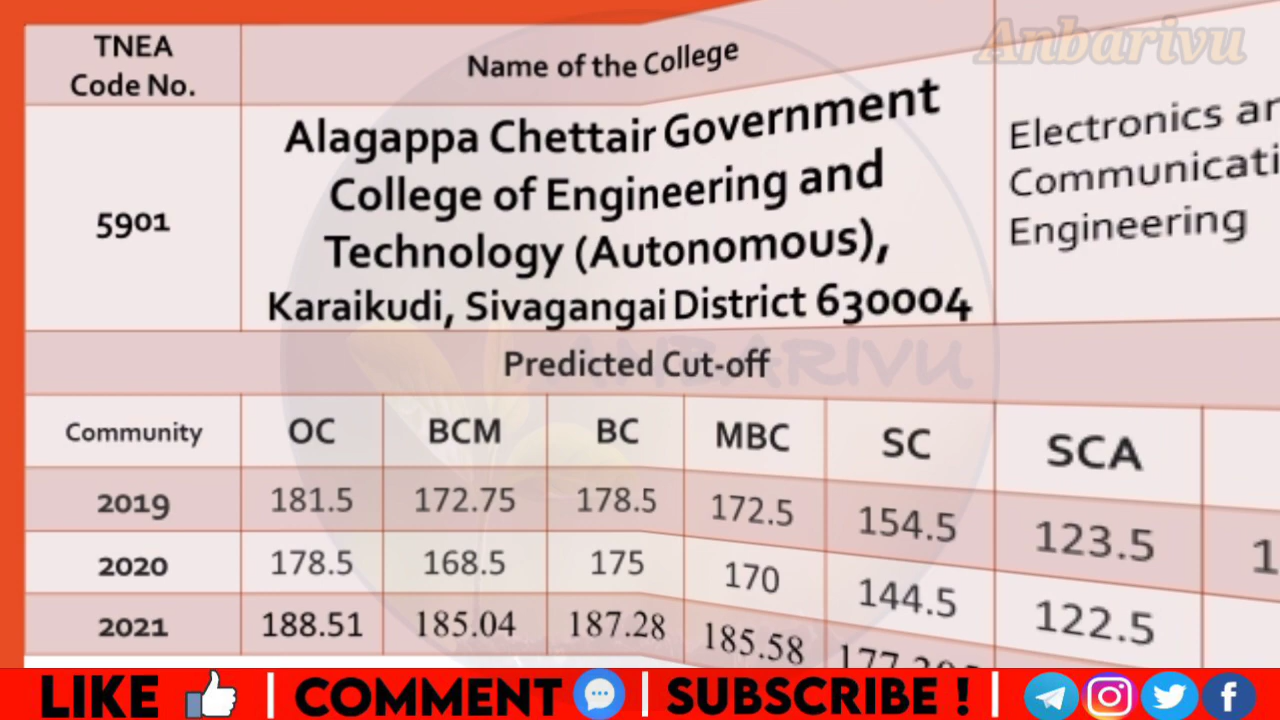 Anbarivu
TNEA
Code No.
Name of the College
5901
Alagappa Chettair Government
College of Engineering and
Technology (Autonomous),
Karaikudi, Sivagangai District 630004
Electronics
Engineering
Predicted Cut-off
ANBARIVU
Community OC BCM BC MBC SC SCA
2019 181.5 172.75 178.5 172.5 154.5 123.5
2020 178.5 168.5 175 170 144.5 122.5
2021 188.51 185.04 187.28 185.58
LIKE | COMMENT | SUBSCRIBE ! |